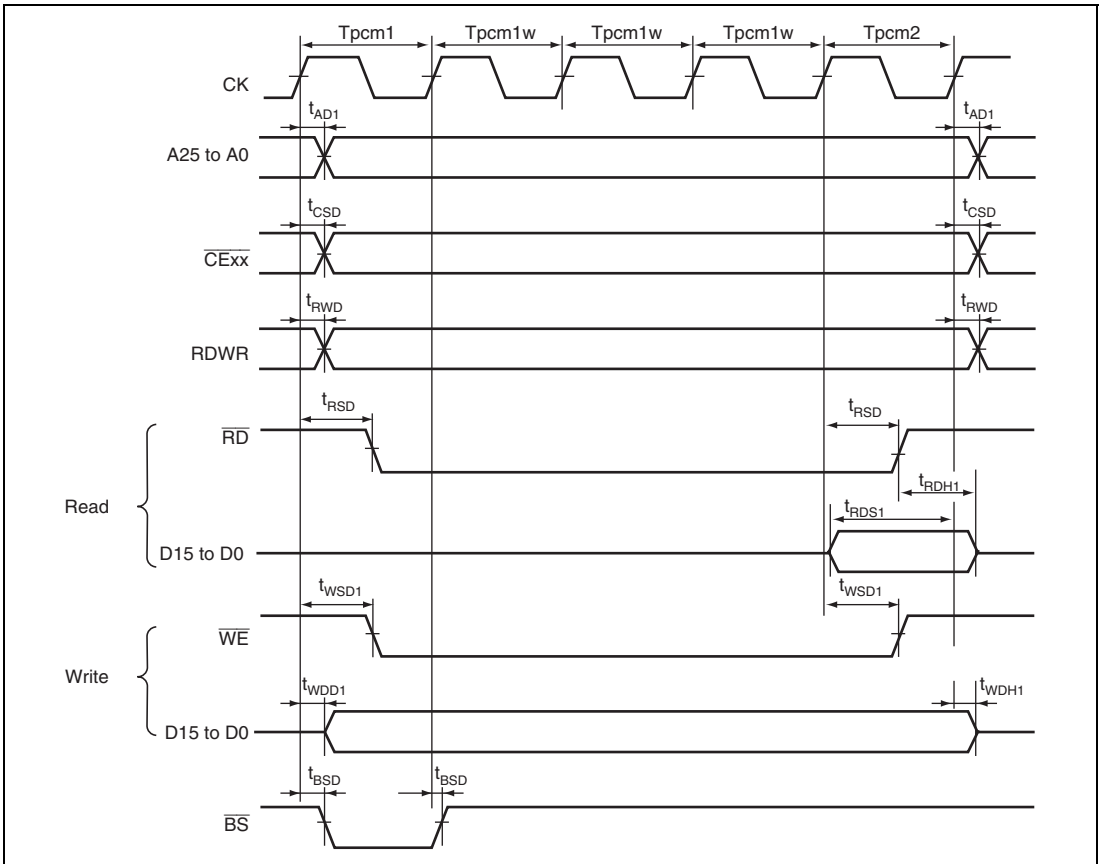 Tpcm1 Tpcm1w Tpcm1w Tpcm1w Tpcm2
CK
tAD1 tAD1
A25 to A0
tCSD tCSD
CExx
tRWD tRWD
RDWR
tRSD tRSD
RD
tRDH1
Read
tRDS1
D15 to D0
tWSD1 tWSD1
WE
Write
tWDD1 tWDH1
D15 to D0
tBSD tBSD
BS